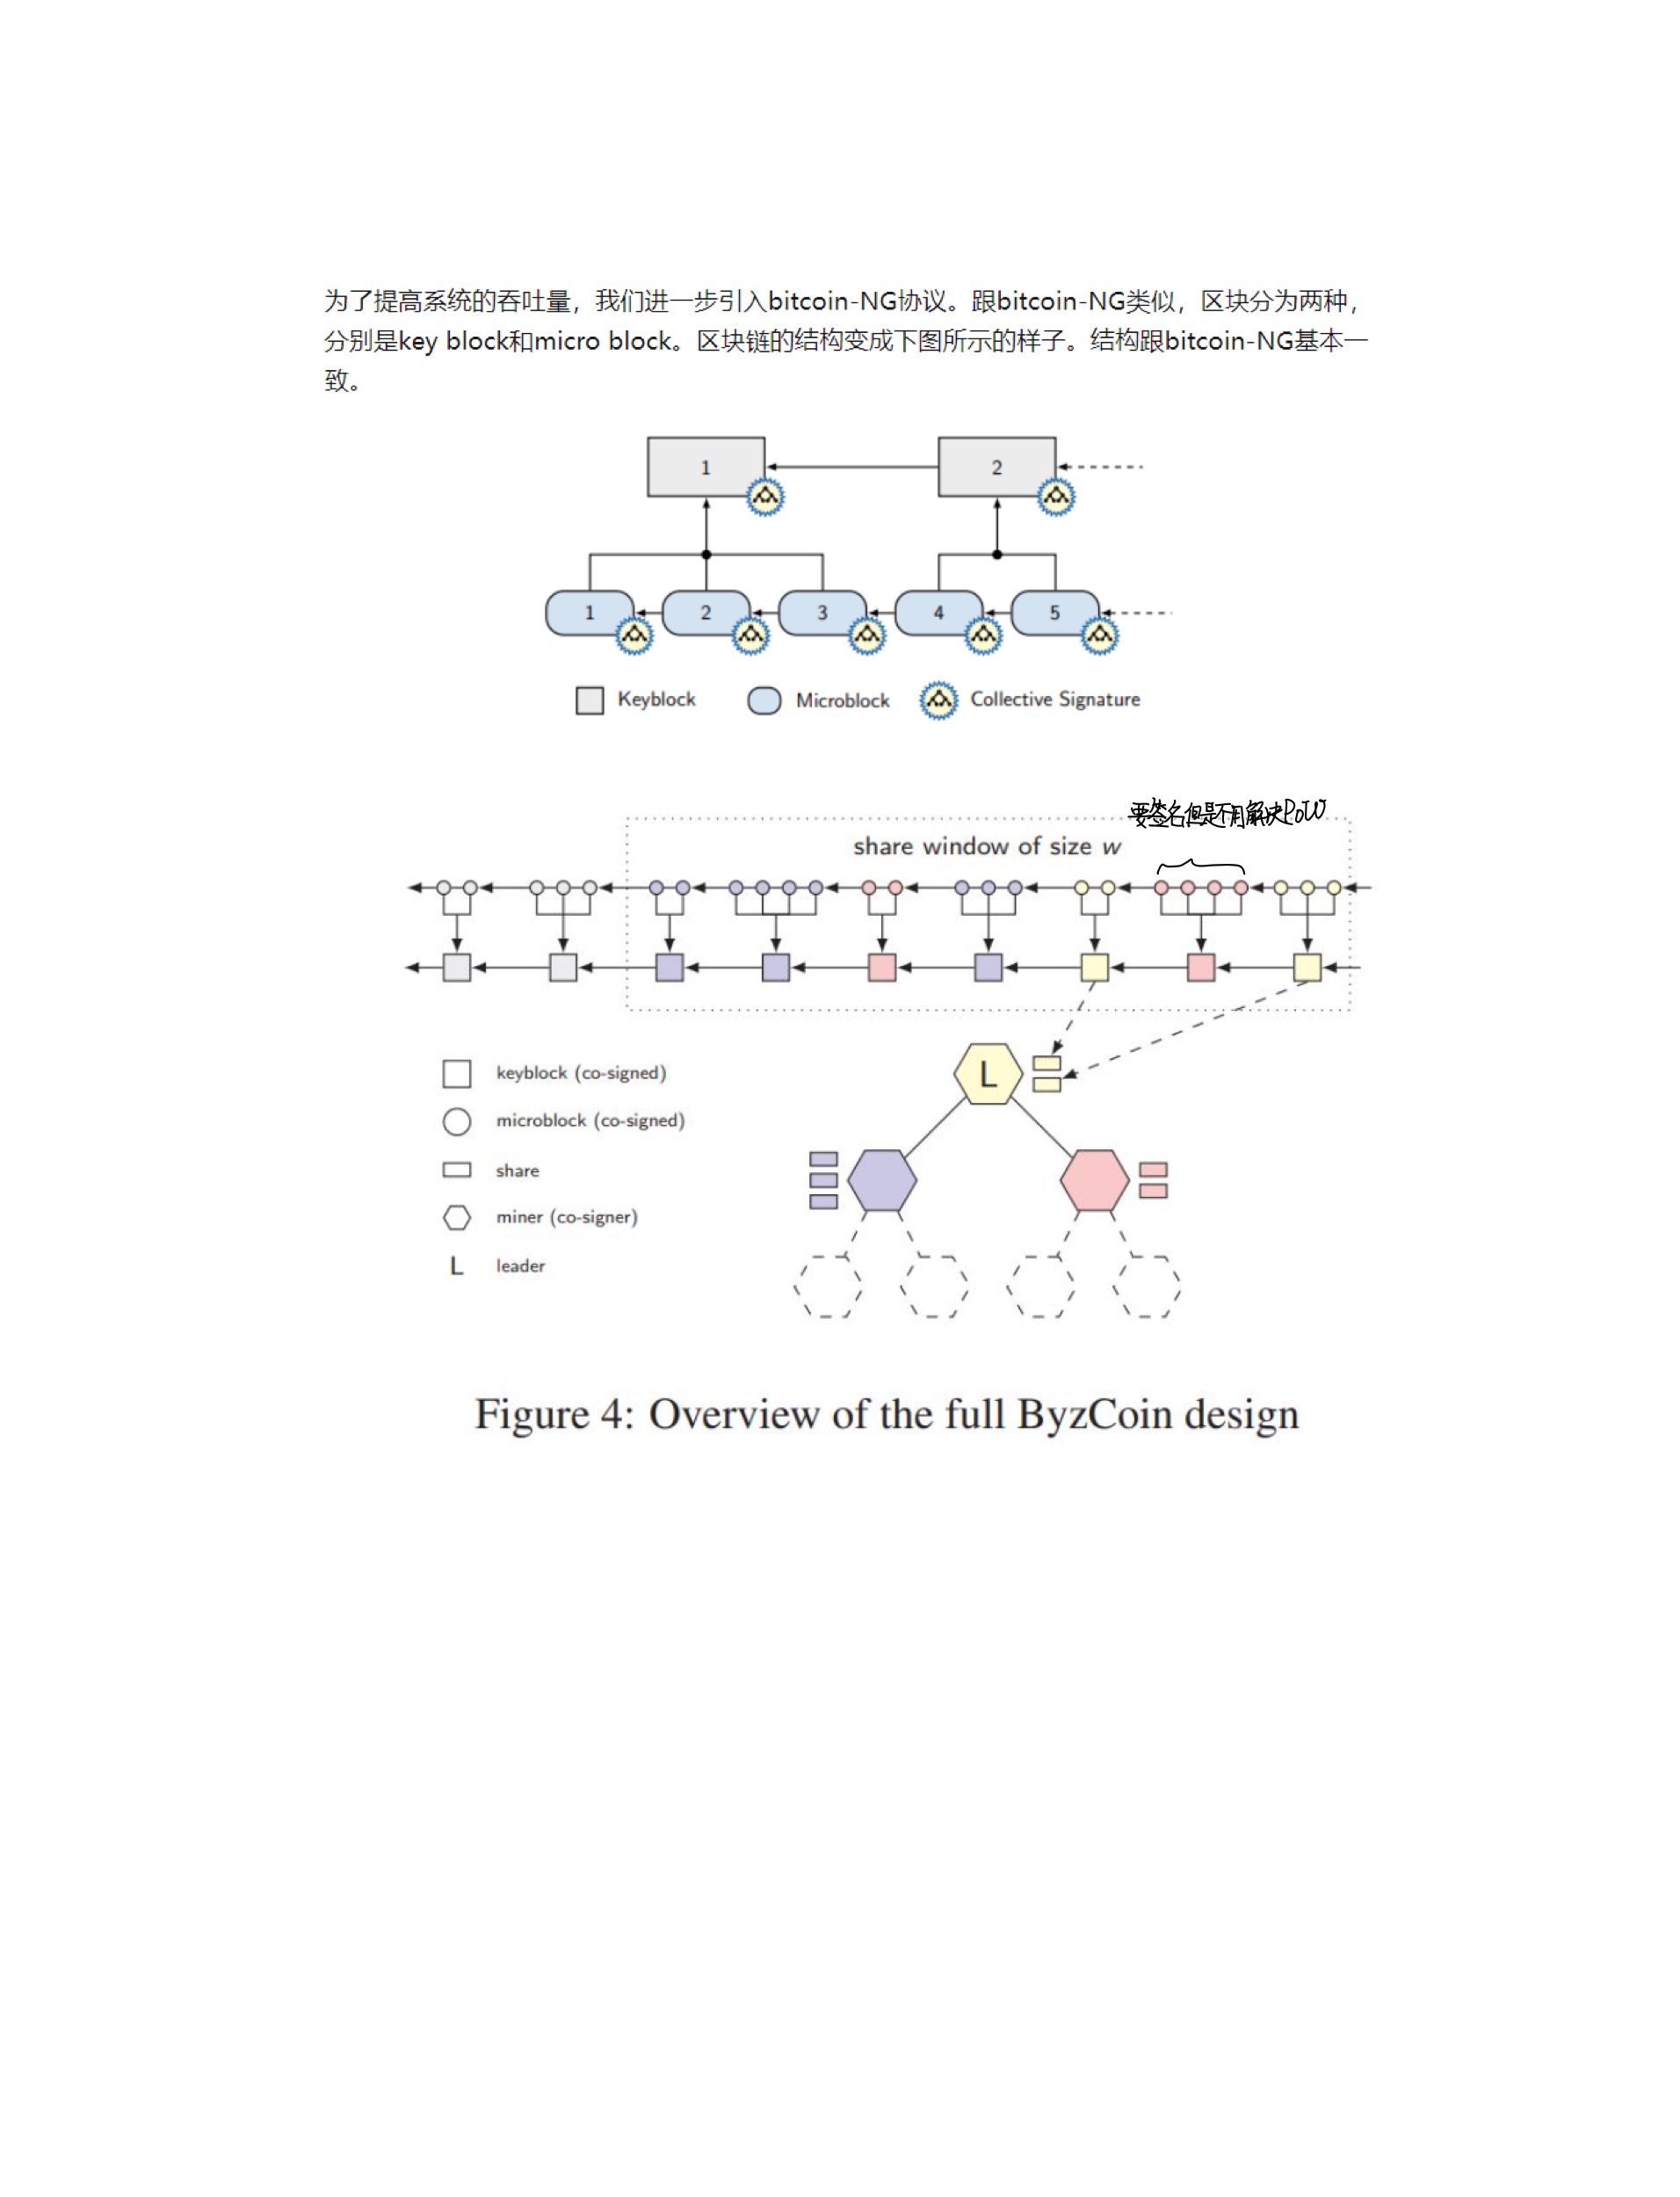 为了提高系统的吞吐量，我们进一步引入bitcoin-NG协议。跟bitcoin-NG类似，区块分为两种，
分别是key block和micro block。区块链的结构变成下图所示的样子。结构跟bitcoin-NG基本一
致。
1
2
1
2
3
4
5
Keyblock
Microblock
Collective Signature
要签名但是不用解决PoW
share window of size w
L
keyblock (co-signed)
microblock (co-signed)
share
miner (co-signer)
L
leader
Figure 4: Overview of the full ByzCoin design